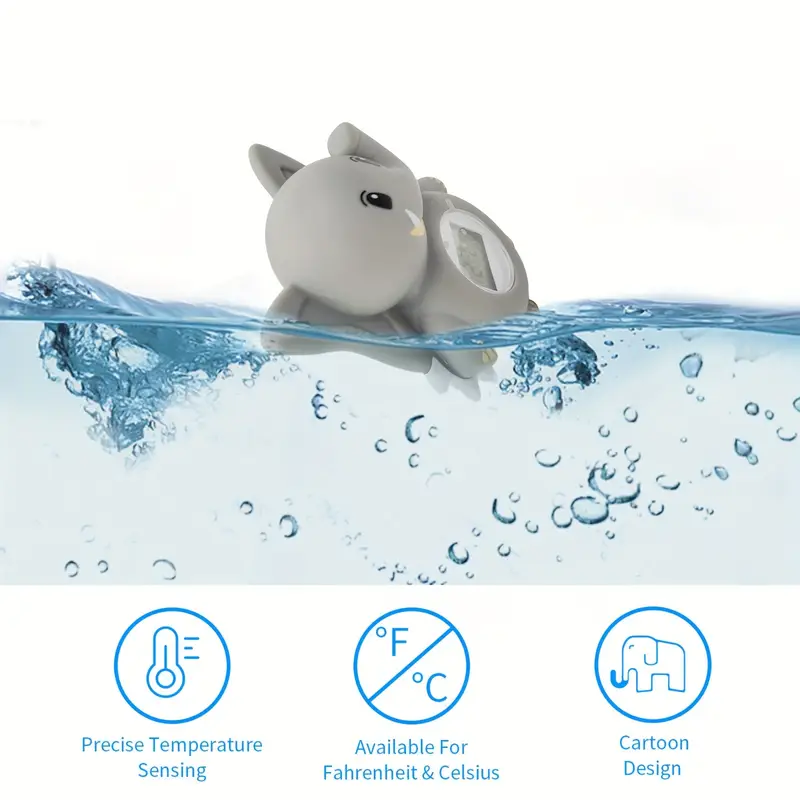 °F
°C
Precise Temperature
Sensing
Available For
Fahrenheit & Celsius
Cartoon
Design